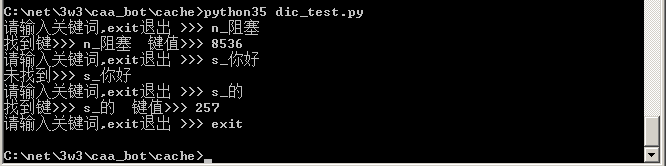 C:\net\3w3\caa_bot\cache>python35 dic_test.py
请输入关键词,exit退出 >>> n_阻塞
找到键>>> n_阻塞  键值>>> 8536
请输入关键词,exit退出 >>> s_你好
未找到>>> s_你好
请输入关键词,exit退出 >>> s_的
找到键>>> s_的  键值>>> 257
请输入关键词,exit退出 >>> exit
C:\net\3w3\caa_bot\cache>